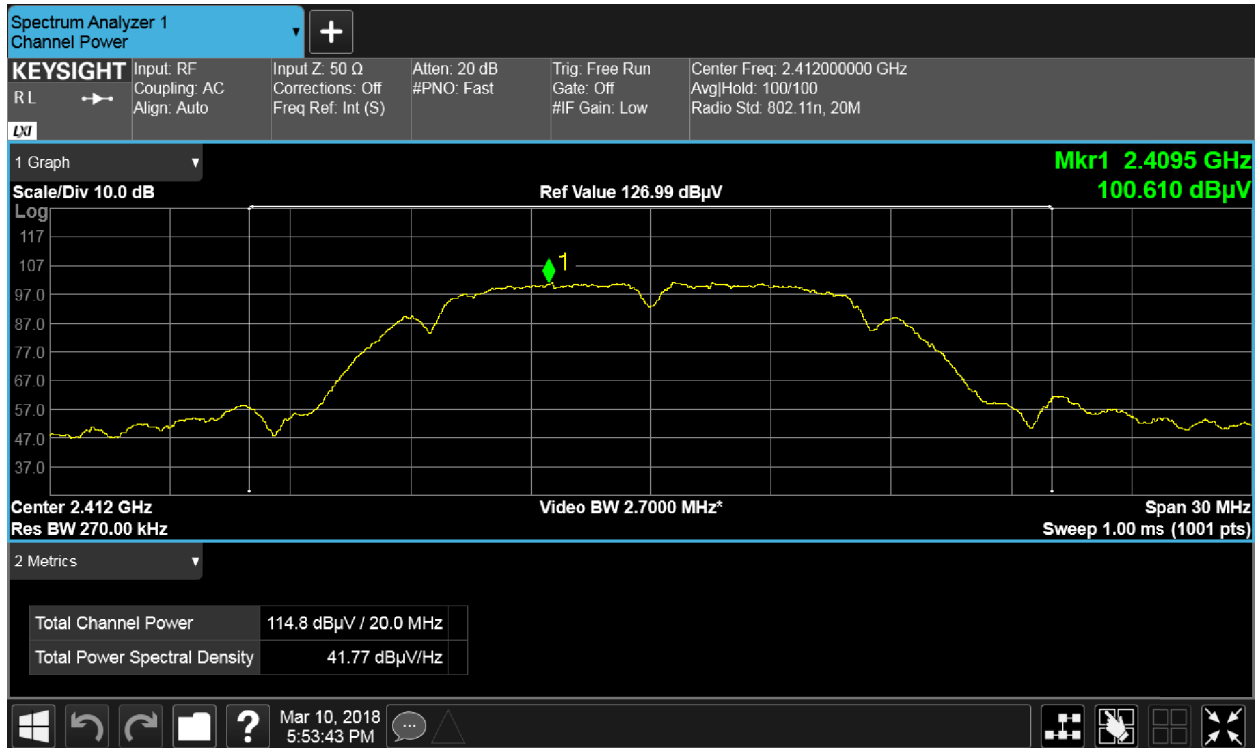 Spectrum Analyzer 1
Channel Power
+
KEYSIGHT
R L
LXI
Input: RF
Coupling: AC
Align: Auto
Input Z: 50 Ω
Corrections: Off
Freq Ref: Int (S)
Atten: 20 dB
#PNO: Fast
Trig: Free Run
Gate: Off
#IF Gain: Low
Center Freq: 2.412000000 GHz
Avg|Hold: 100/100
Radio Std: 802.11n, 20M
1 Graph
Mkr1 2.4095 GHz
100.610 dBµV
Scale/Div 10.0 dB
Ref Value 126.99 dBµV
Log
117
107
97.0
87.0
77.0
67.0
57.0
47.0
37.0
1
Center 2.412 GHz
Video BW 2.7000 MHz*
Span 30 MHz
Res BW 270.00 kHz
Sweep 1.00 ms (1001 pts)
2 Metrics
Total Channel Power 114.8 dBµV / 20.0 MHz
Total Power Spectral Density 41.77 dBµV/Hz
?
Mar 10, 2018
5:53:43 PM